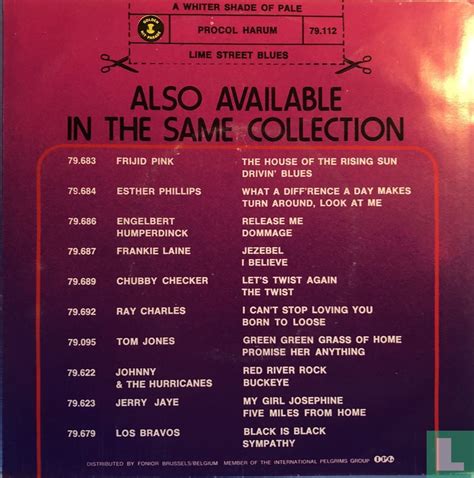 A WHITER SHADE OF PALE
GOLDEN HIT PARADE
PROCOL HARUM 79.112
LIME STREET BLUES
ALSO AVAILABLE
IN THE SAME COLLECTION
79.683 FRIJID PINK THE HOUSE OF THE RISING SUN
DRIVIN' BLUES
79.684 ESTHER PHILLIPS WHAT A DIFF'RENCE A DAY MAKES
TURN AROUND, LOOK AT ME
79.686 ENGELBERT RELEASE ME
HUMPERDINCK DOMMAGE
79.687 FRANKIE LAINE JEZEBEL
I BELIEVE
79.689 CHUBBY CHECKER LET'S TWIST AGAIN
THE TWIST
79.692 RAY CHARLES I CAN'T STOP LOVING YOU
BORN TO LOOSE
79.095 TOM JONES GREEN GREEN GRASS OF HOME
PROMISE HER ANYTHING
79.622 JOHNNY RED RIVER ROCK
& THE HURRICANES BUCKEYE
79.623 JERRY JAYE MY GIRL JOSEPHINE
FIVE MILES FROM HOME
79.679 LOS BRAVOS BLACK IS BLACK
SYMPATHY
DISTRIBUTED BY FONIOR BRUSSELS/BELGIUM MEMBER OF THE INTERNATIONAL PELGRIMS GROUP IPG
L